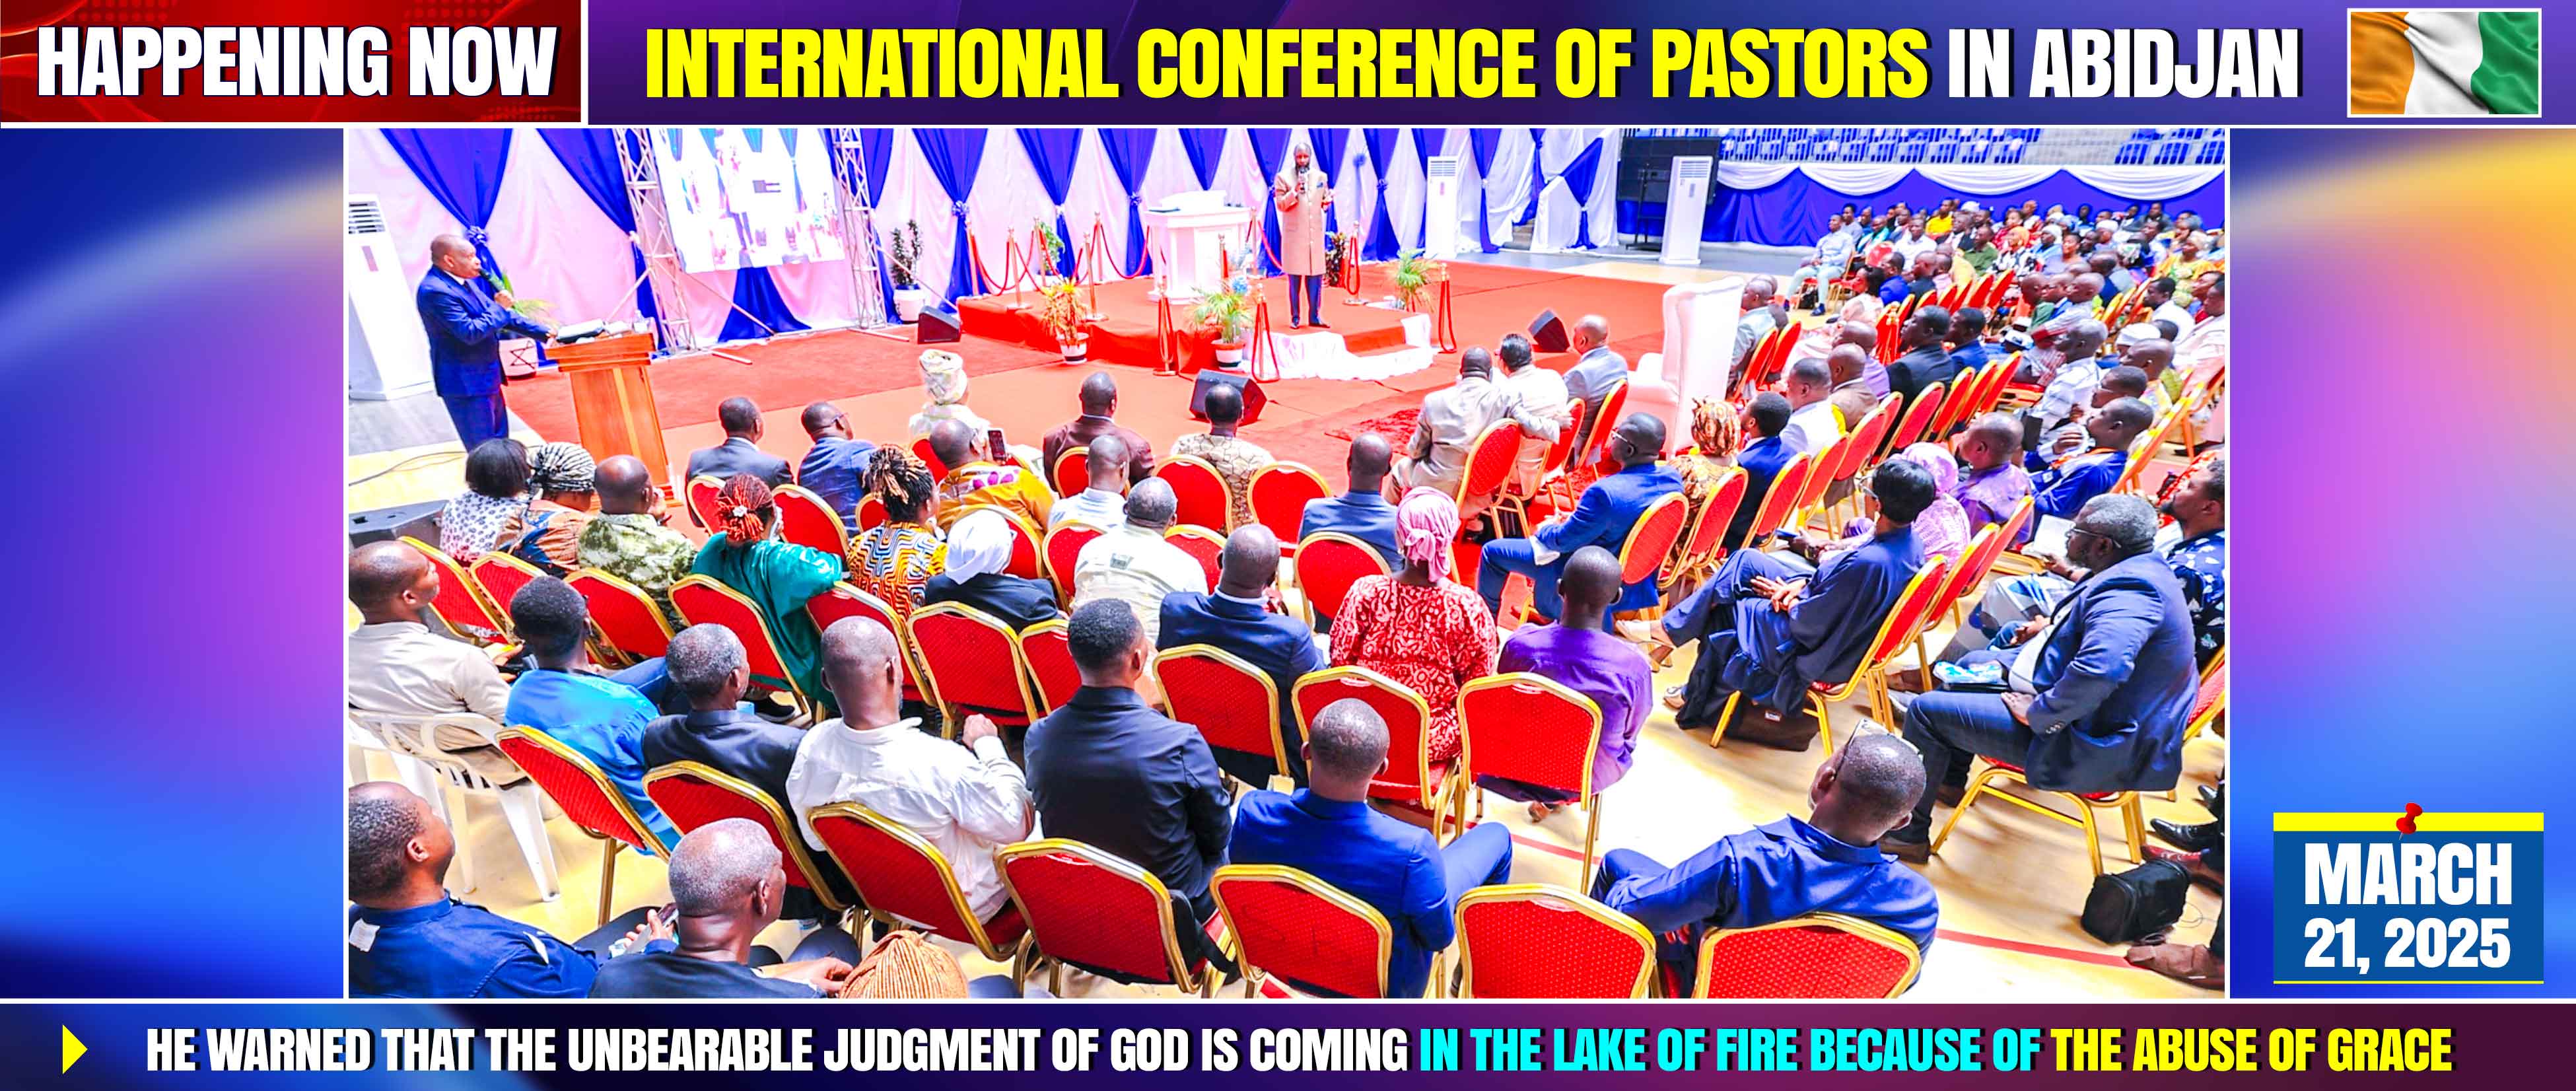 HAPPENING NOW
INTERNATIONAL CONFERENCE OF PASTORS IN ABIDJAN
MARCH
21, 2025
HE WARNED THAT THE UNBEARABLE JUDGMENT OF GOD IS COMING IN THE LAKE OF FIRE BECAUSE OF THE ABUSE OF GRACE